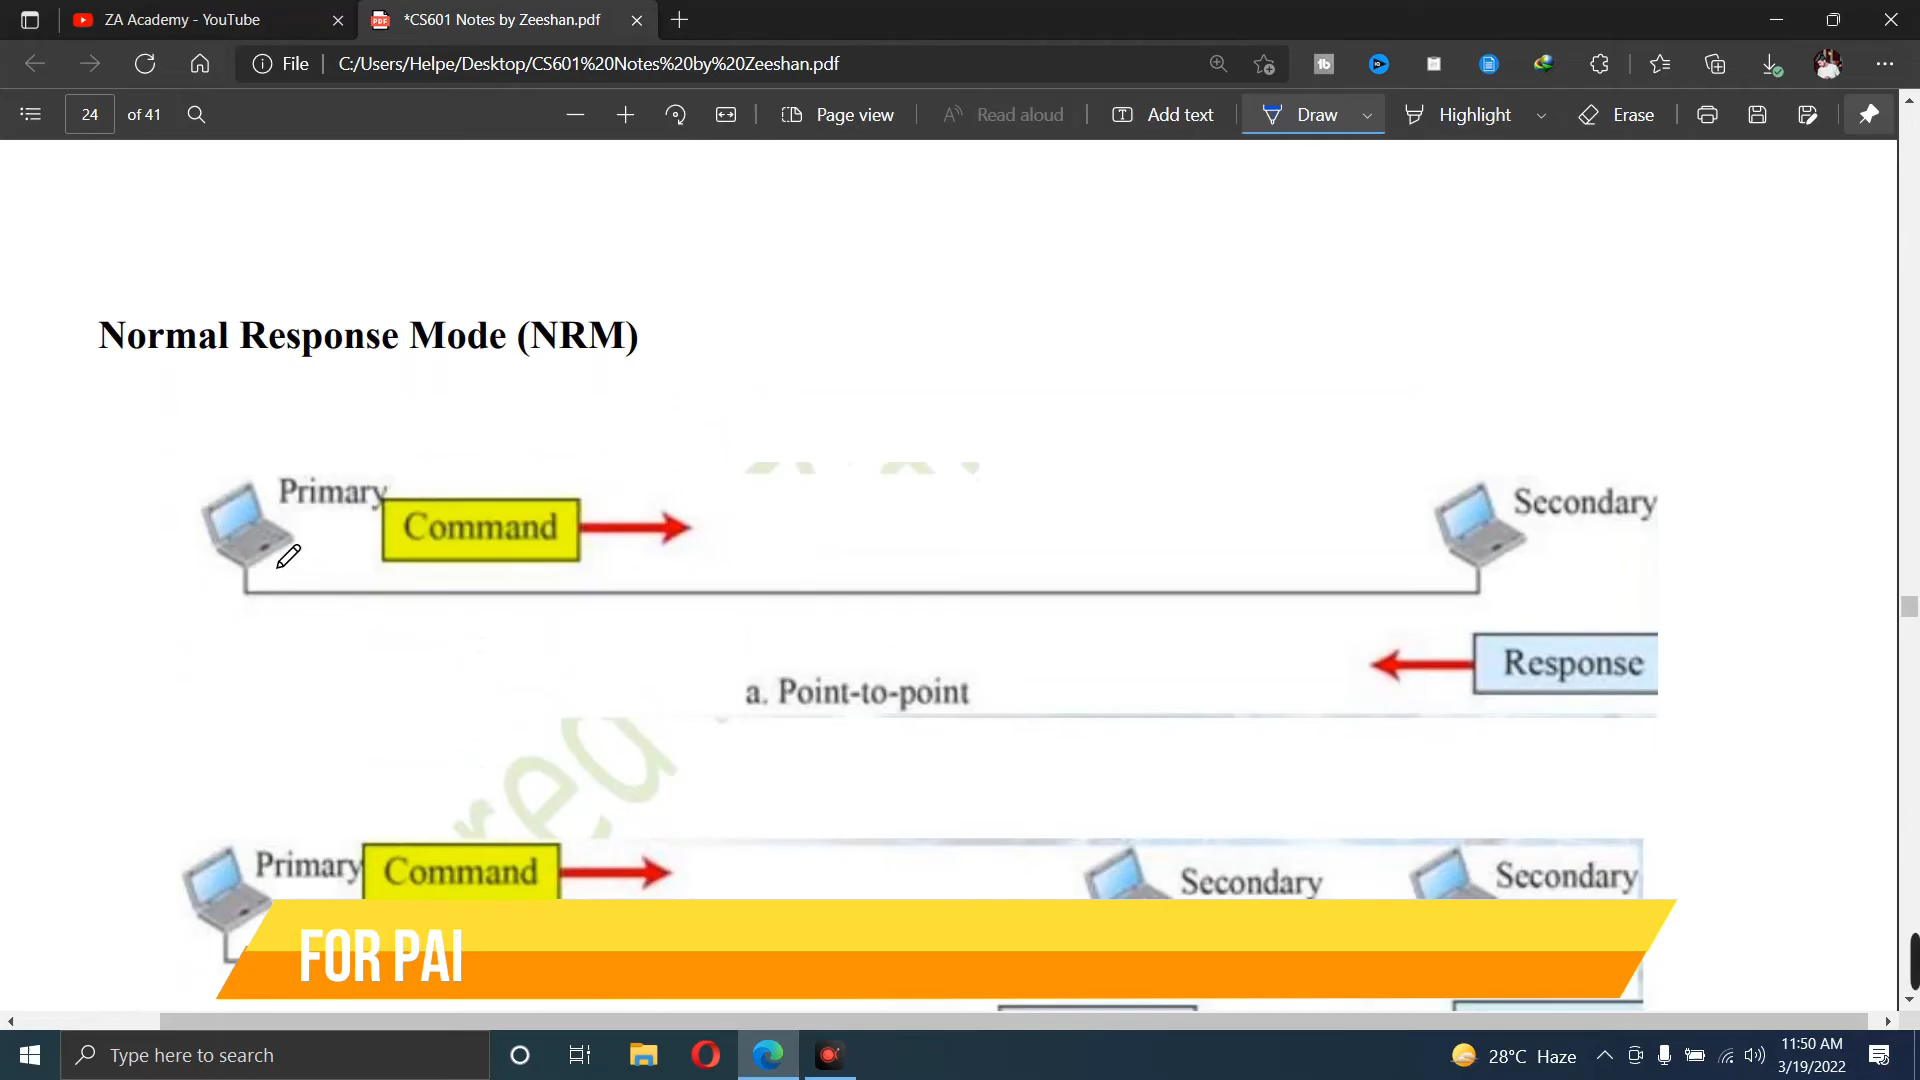 ZA Academy - YouTube
*CS601 Notes by Zeeshan.pdf
File
C:/Users/Helpe/Desktop/CS601%20Notes%20by%20Zeeshan.pdf
24 of 41
Page view
Read aloud
Add text
Draw
Highlight
Erase
Normal Response Mode (NRM)
Primary
Command
Secondary
Response
a. Point-to-point
Primary
Command
Secondary
Secondary
FOR PAI
Type here to search
28°C Haze
11:50 AM
3/19/2022